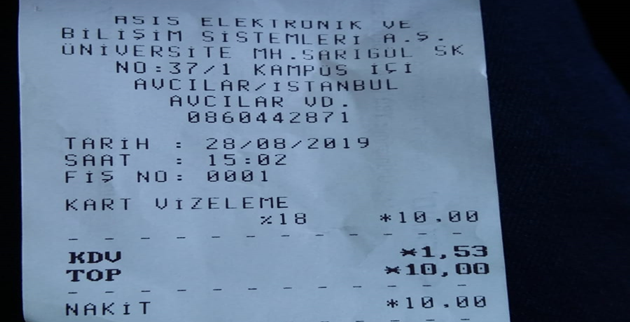 ASİS ELEKTRONİK VE
BİLİŞİM SİSTEMLERİ A.Ş.
ÜNİVERSİTE MH.SARIGÜL SK
NO:37/1 KAMPÜS İÇİ
AVCILAR/İSTANBUL
AVCILAR VD.
0860442871
TARİH : 28/08/2019
SAAT : 15:02
FİŞ NO: 0001
KART VİZELEME
%18 *10.00
KDV *1,53
TOP *10,00
NAKİT *10.00